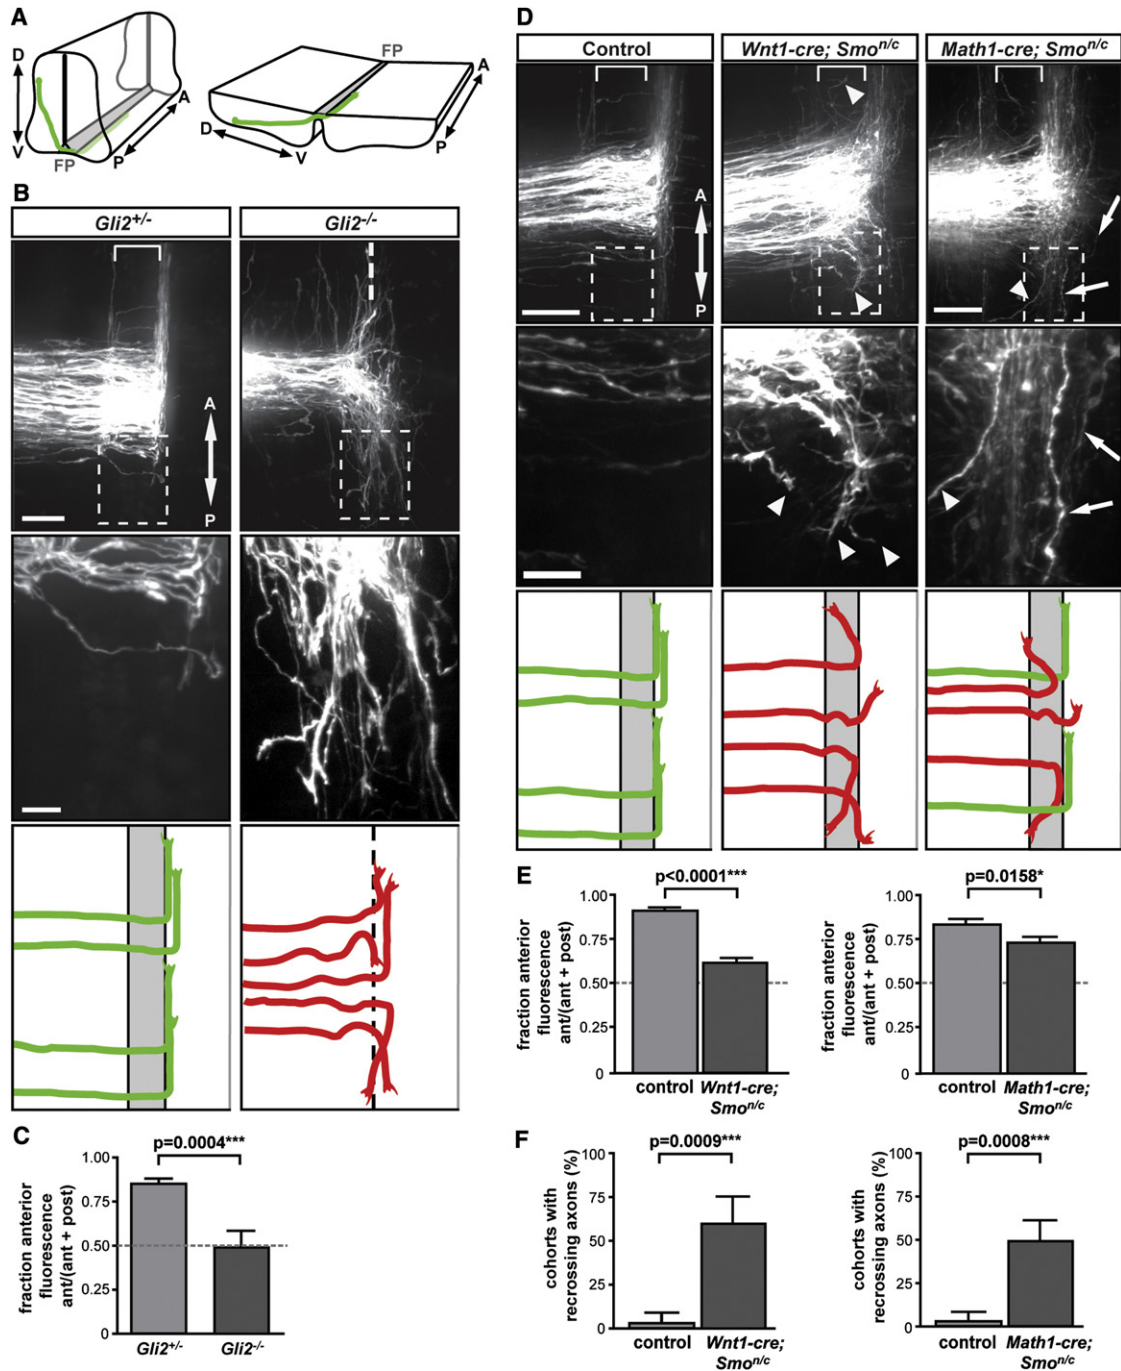 A
D
V
FP
A
P
FP
A
D
V
P
B
Gli2+/-
Gli2-/-
A
P
C
p=0.0004***
fraction anterior
fluorescence
ant/(ant + post)
1.00
0.75
0.50
0.25
0
Gli2+/-
Gli2-/-
D
Control
Wnt1-cre; Smon/c
Math1-cre; Smon/c
A
P
E
p<0.0001***
fraction anterior
fluorescence
ant/(ant + post)
1.00
0.75
0.50
0.25
0
control
Wnt1-cre;
Smon/c
p=0.0158*
fraction anterior
fluorescence
ant/(ant + post)
1.00
0.75
0.50
0.25
0
control
Math1-cre;
Smon/c
F
p=0.0009***
cohorts with
recrossing axons (%)
100
75
50
25
0
control
Wnt1-cre;
Smon/c
p=0.0008***
cohorts with
recrossing axons (%)
100
75
50
25
0
control
Math1-cre;
Smon/c